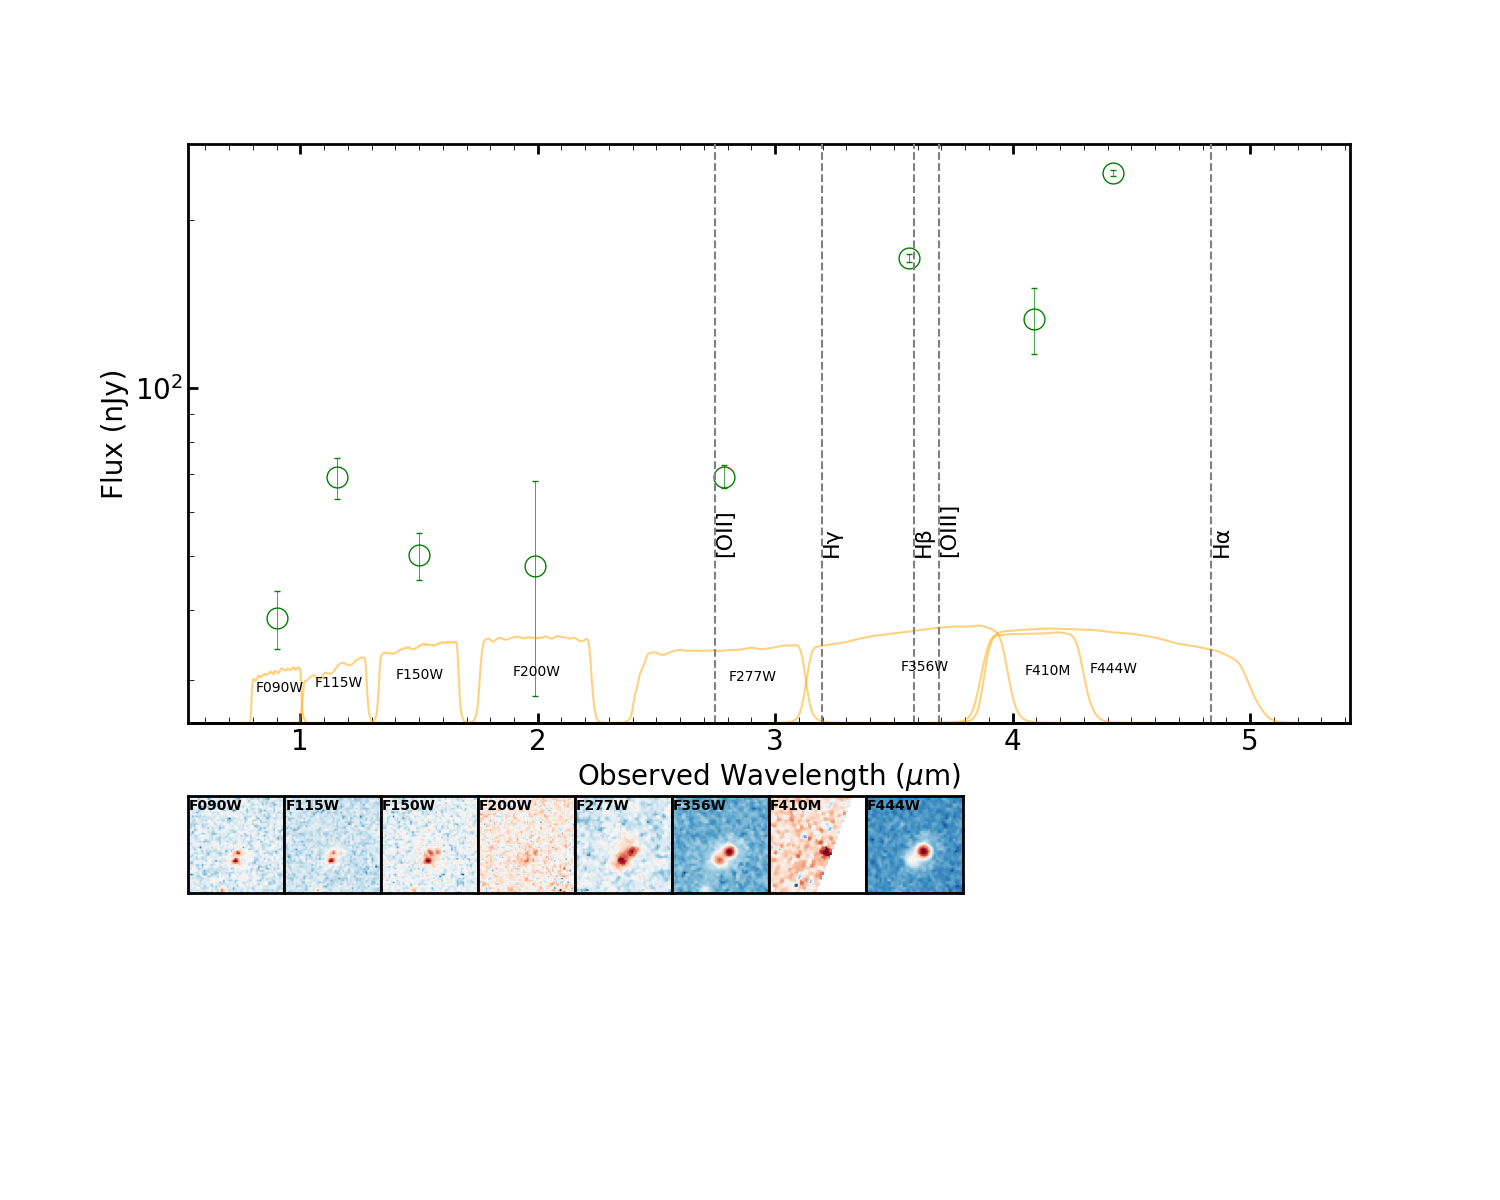 Flux (nJy)
10²
[OII]
Hγ
Hβ
[OIII]
Hα
F090W
F115W
F150W
F200W
F277W
F356W
F410M
F444W
1
2
3
4
5
Observed Wavelength (μm)
F090W
F115W
F150W
F200W
F277W
F356W
F410M
F444W